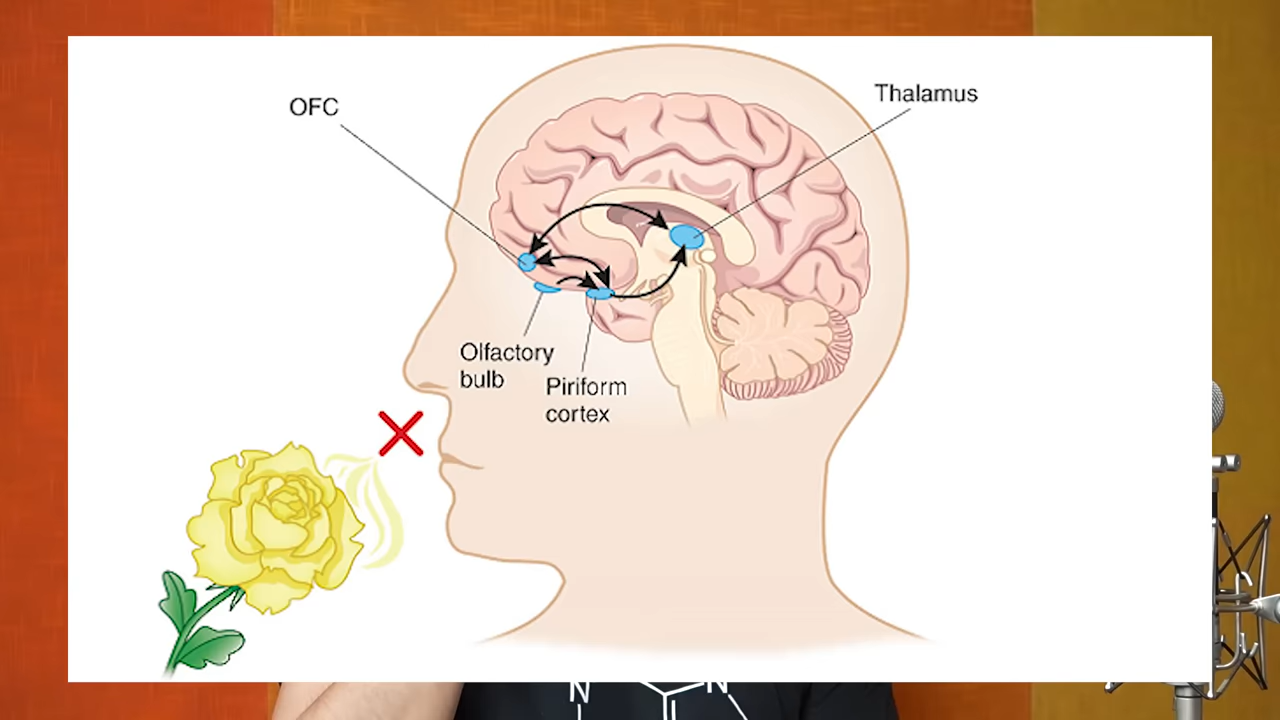 OFC
Thalamus
Olfactory
bulb
Piriform
cortex
N
N